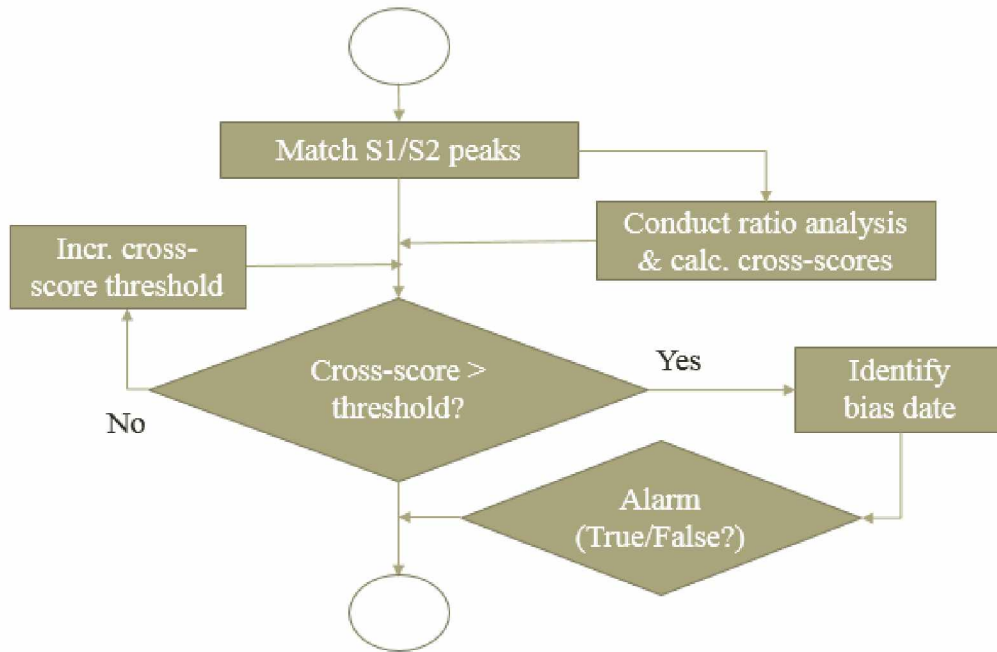 Match S1/S2 peaks
Conduct ratio analysis
& calc. cross-scores
Incr. cross-
score threshold
Cross-score >
threshold?
Yes
Identify
bias date
No
Alarm
(True/False?)